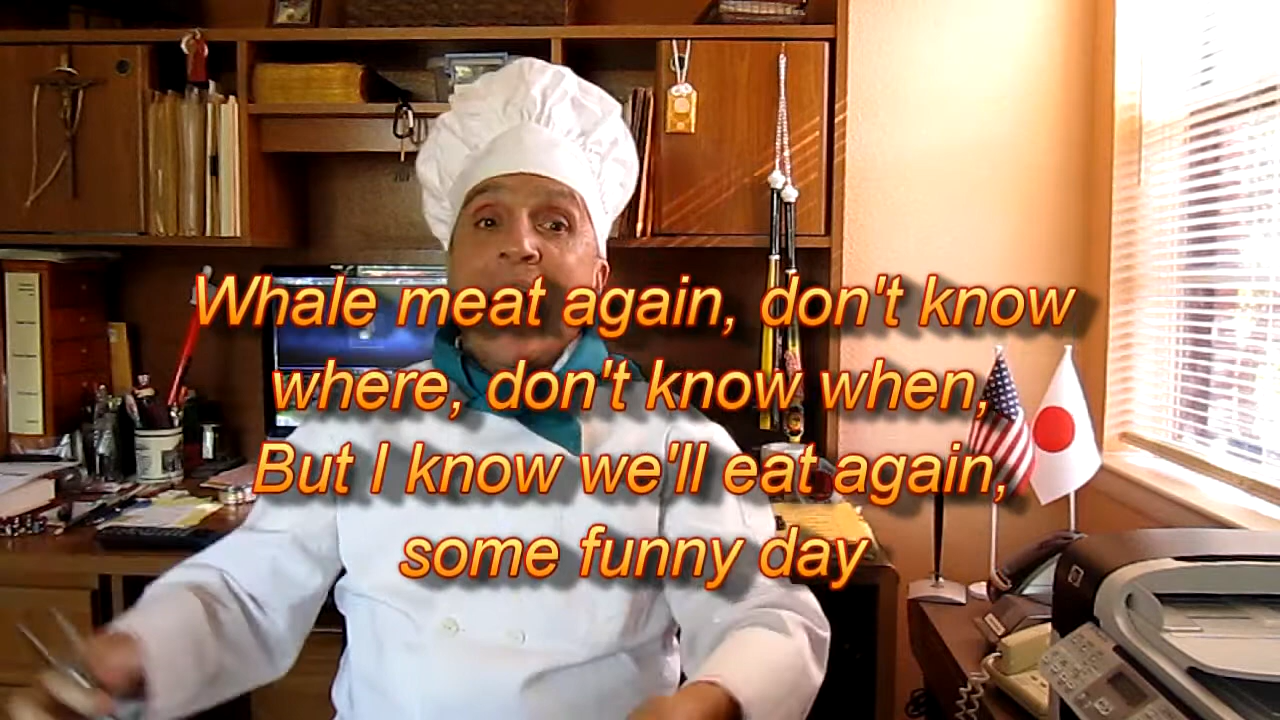 Whale meat again, don't know
where, don't know when,
But I know we'll eat again,
some funny day